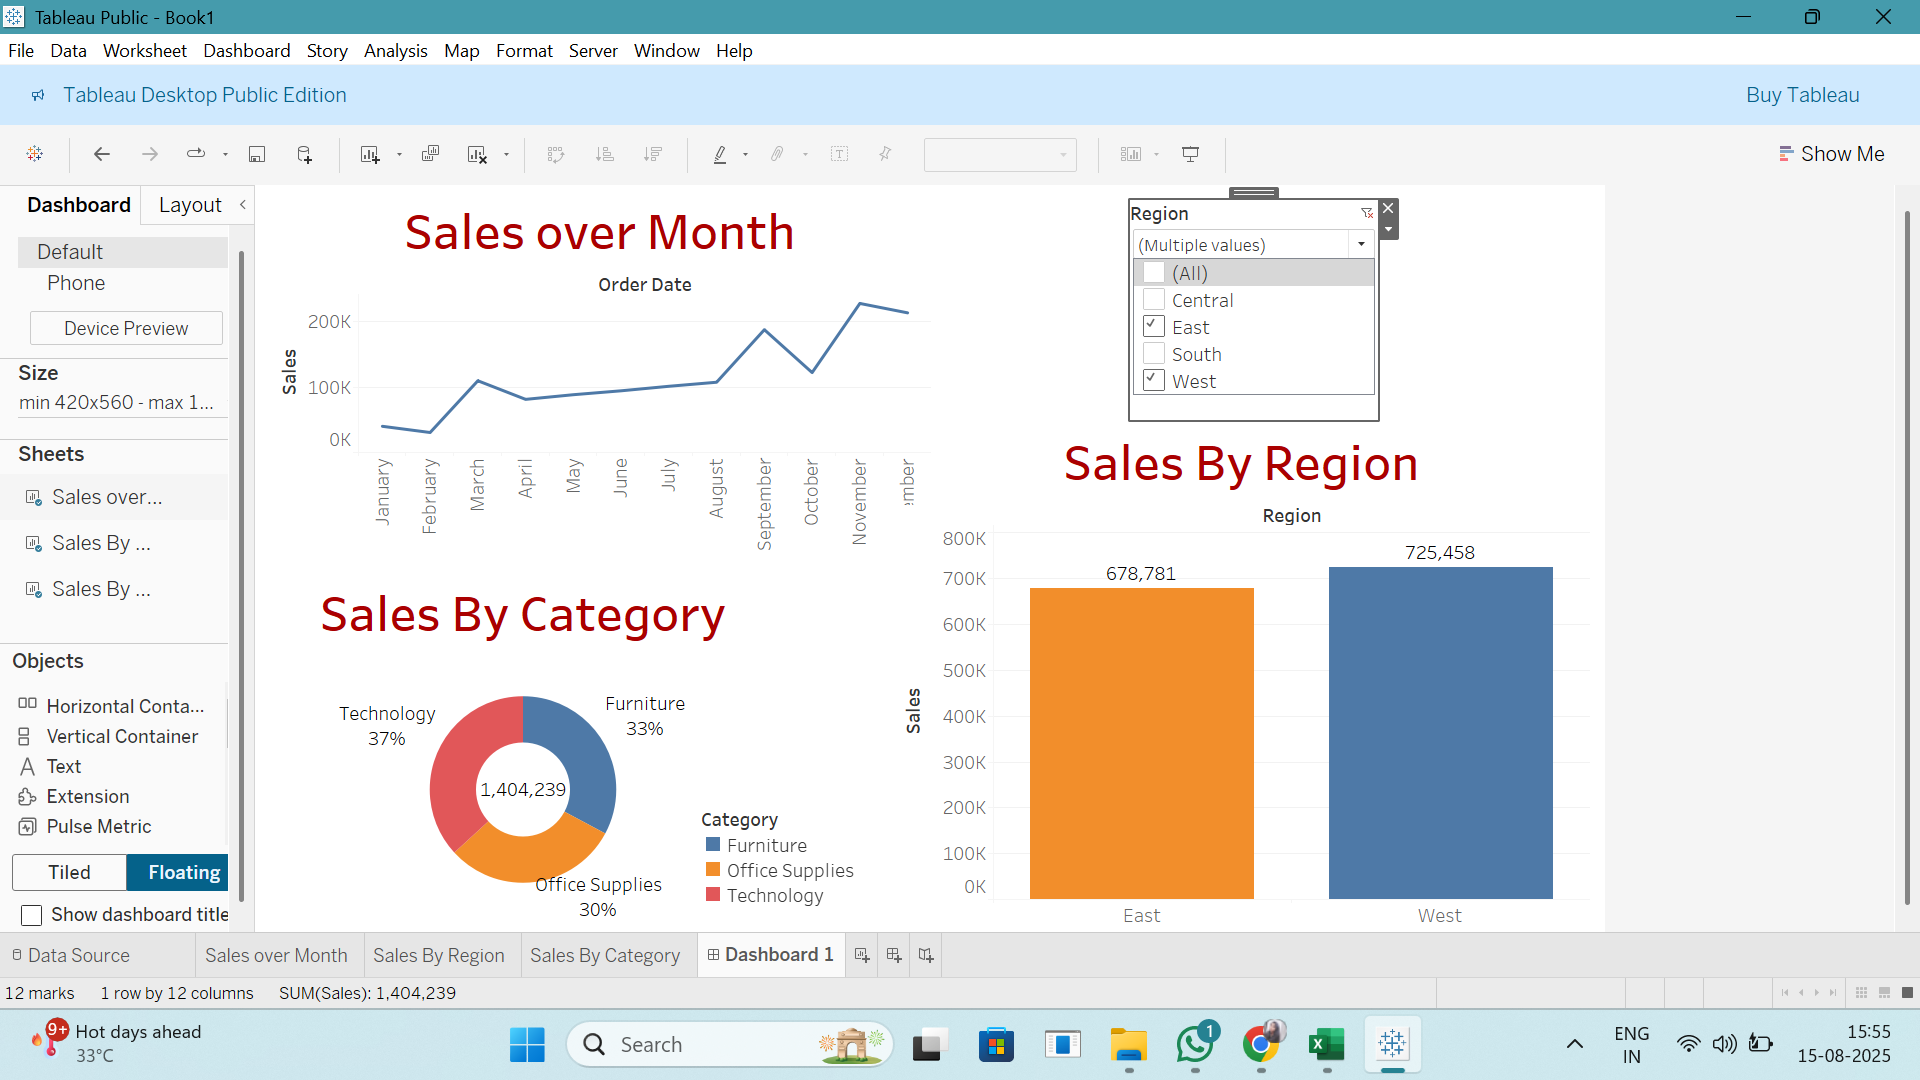 Tableau Public - Book1
File Data Worksheet Dashboard Story Analysis Map Format Server Window Help
Tableau Desktop Public Edition
Buy Tableau
Show Me
Dashboard
Layout
Default
Phone
Device Preview
Size
min 420x560 - max 1...
Sheets
Sales over...
Sales By ...
Sales By ...
Objects
Horizontal Conta...
Vertical Container
Text
Extension
Pulse Metric
Tiled
Floating
Show dashboard title
Sales over Month
Order Date
Sales
200K
100K
0K
January
February
March
April
May
June
July
August
September
October
November
ember
Region
(Multiple values)
(All)
Central
East
South
West
Sales By Category
Technology
37%
Furniture
33%
1,404,239
Office Supplies
30%
Category
Furniture
Office Supplies
Technology
Sales By Region
Region
Sales
800K
700K
600K
500K
400K
300K
200K
100K
0K
678,781
725,458
East
West
Data Source
Sales over Month
Sales By Region
Sales By Category
Dashboard 1
12 marks
1 row by 12 columns
SUM(Sales): 1,404,239
9+
Hot days ahead
33°C
Search
1
ENG
IN
15:55
15-08-2025